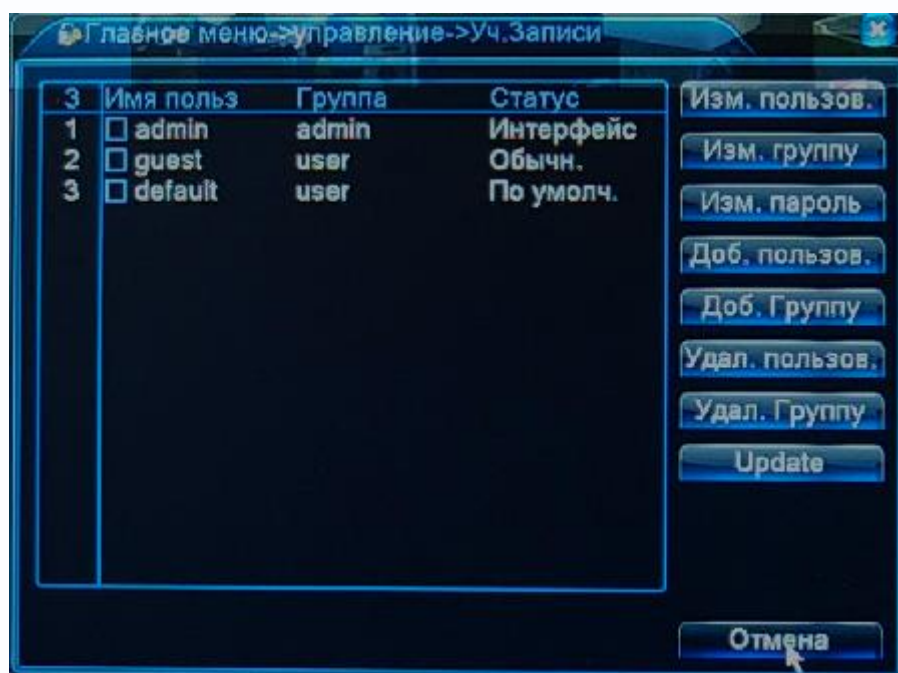 Главное меню->управление->Уч.Записи
3 Имя польз Группа Статус
1 admin admin Интерфейс
2 guest user Обычн.
3 default user По умолч.
Изм. пользов.
Изм. группу
Изм. пароль
Доб. пользов.
Доб. Группу
Удал. пользов.
Удал. Группу
Update
Отмена